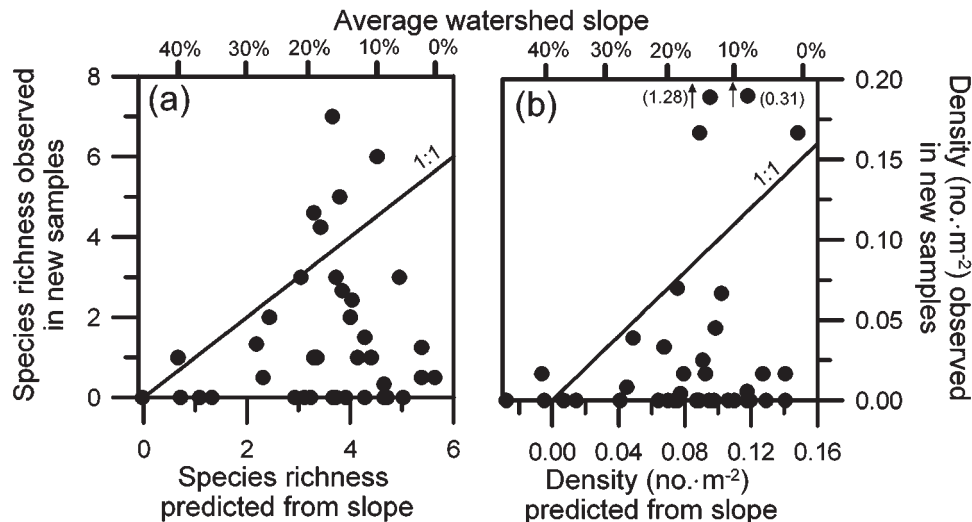 Average watershed slope
40% 30% 20% 10% 0%
40% 30% 20% 10% 0%
(a)
(b)
(1.28)
(0.31)
1:1
1:1
8
6
4
2
0
0.20
0.15
0.10
0.05
0.00
Species richness observed
in new samples
Density (no.·m⁻²) observed
in new samples
0 2 4 6
0.00 0.04 0.08 0.12 0.16
Species richness
predicted from slope
Density (no.·m⁻²)
predicted from slope